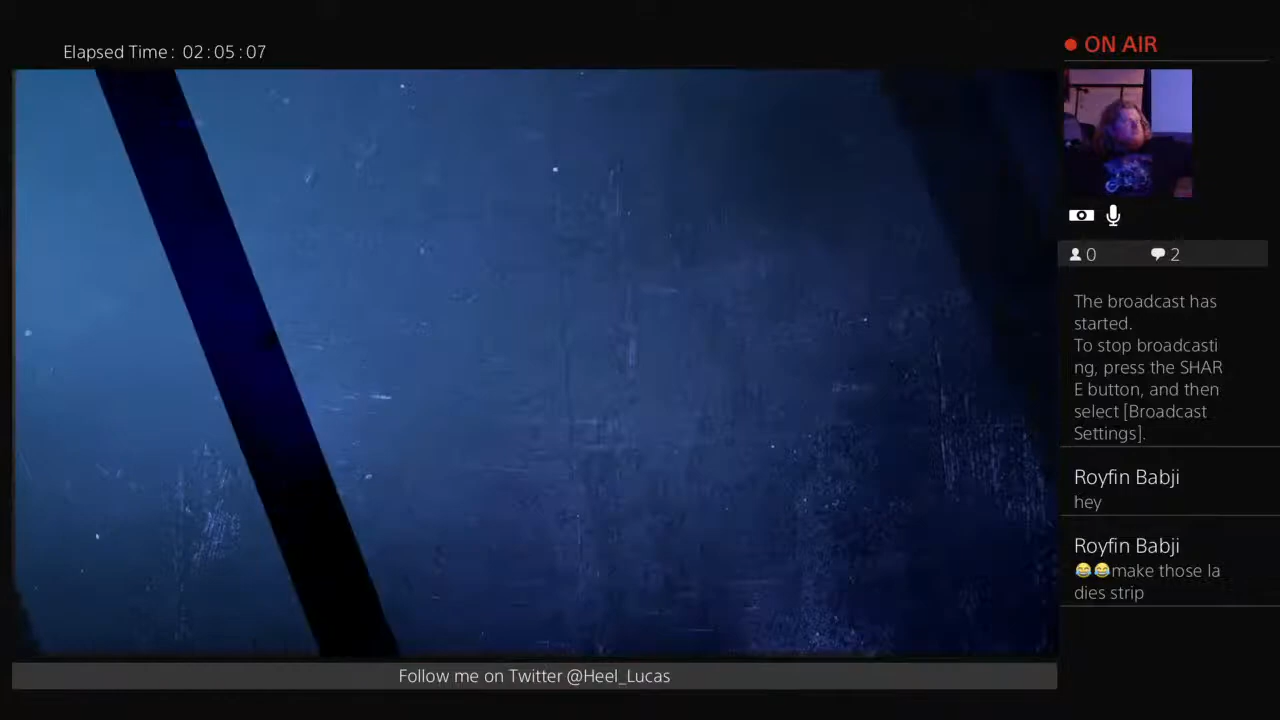 Elapsed Time: 02:05:07
ON AIR
0
2
The broadcast has
started.
To stop broadcasti
ng, press the SHAR
E button, and then
select [Broadcast
Settings].
Royfin Babji
hey
Royfin Babji
😂😂make those la
dies strip
Follow me on Twitter @Heel_Lucas